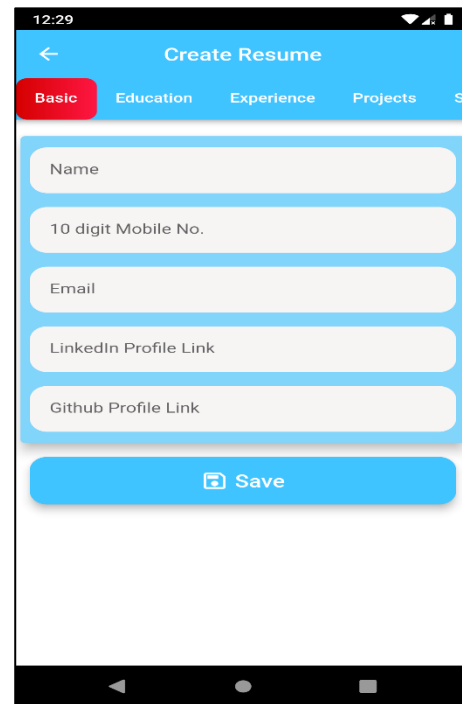 12:29
Create Resume
Basic Education Experience Projects S
Name
10 digit Mobile No.
Email
LinkedIn Profile Link
Github Profile Link
Save